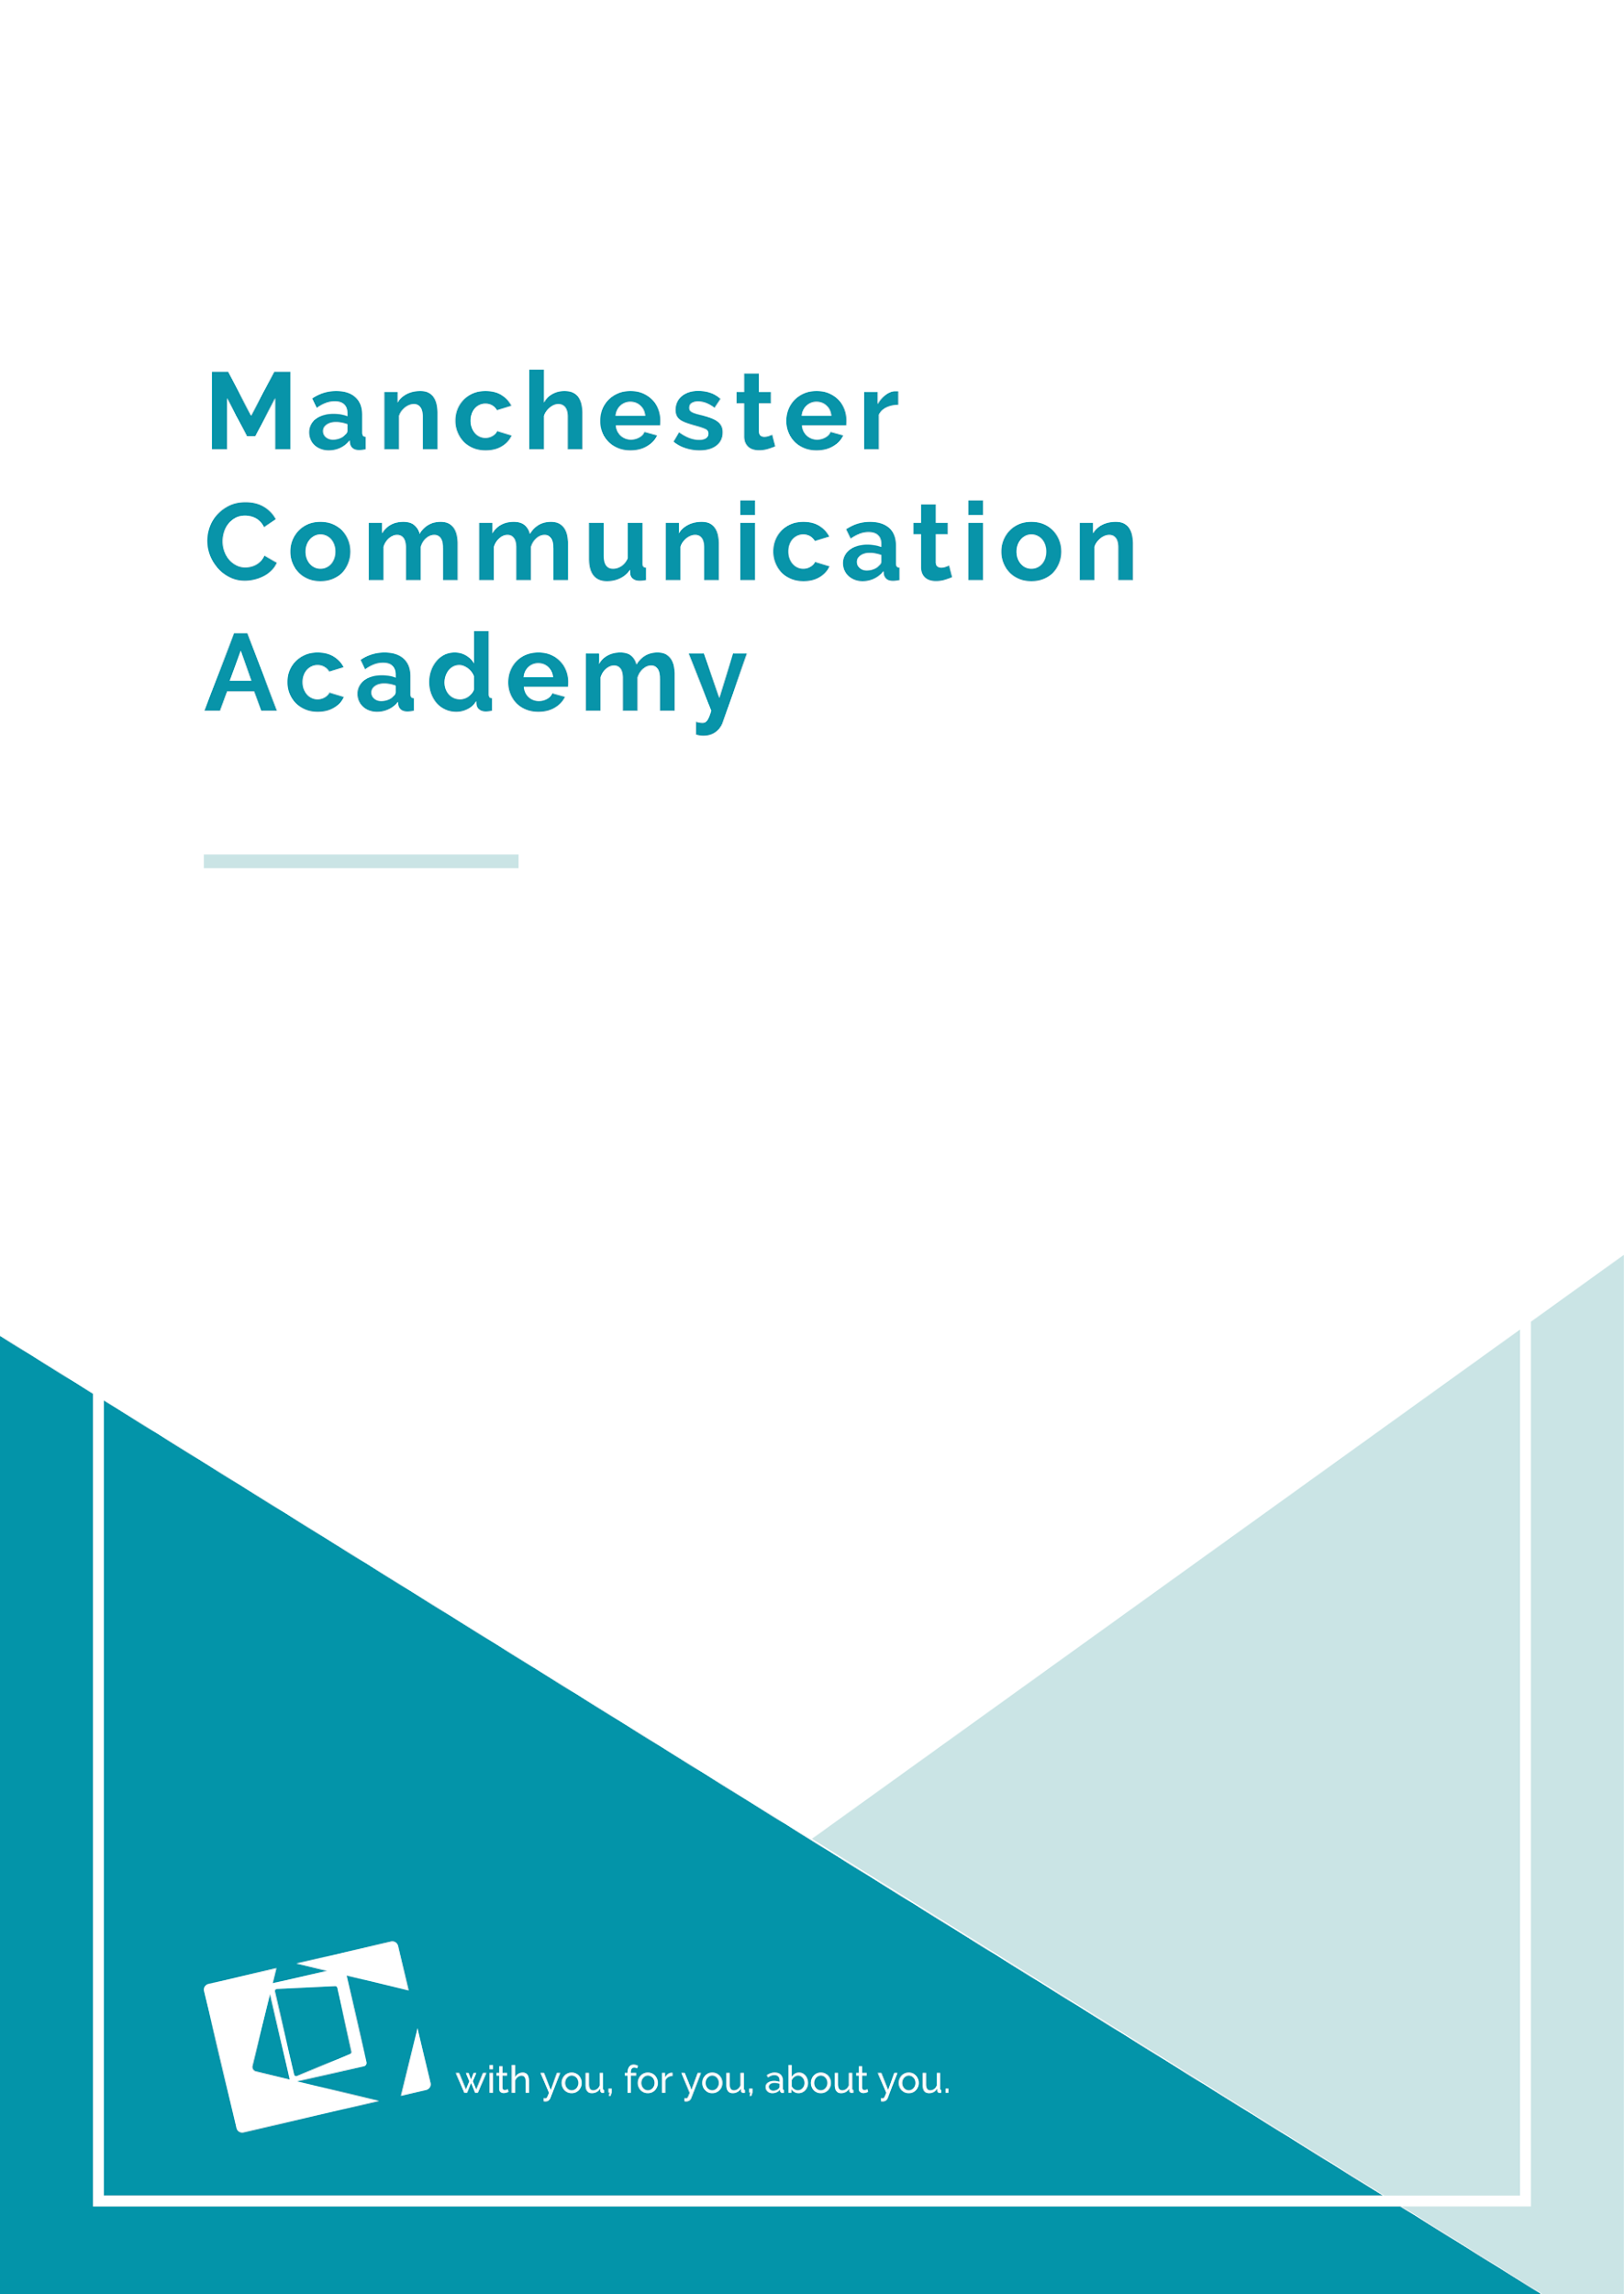 Manchester
Communication
Academy
with you, for you, about you.